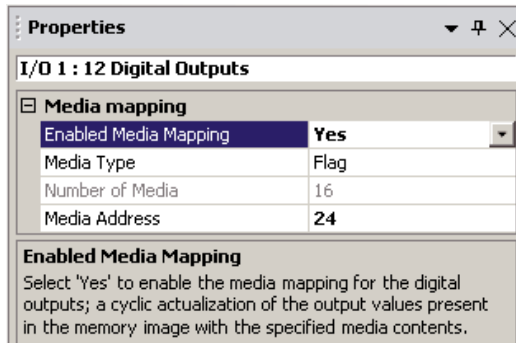 Properties
I/O 1 : 12 Digital Outputs
Media mapping
Enabled Media Mapping Yes
Media Type Flag
Number of Media 16
Media Address 24
Enabled Media Mapping
Select 'Yes' to enable the media mapping for the digital
outputs; a cyclic actualization of the output values present
in the memory image with the specified media contents.